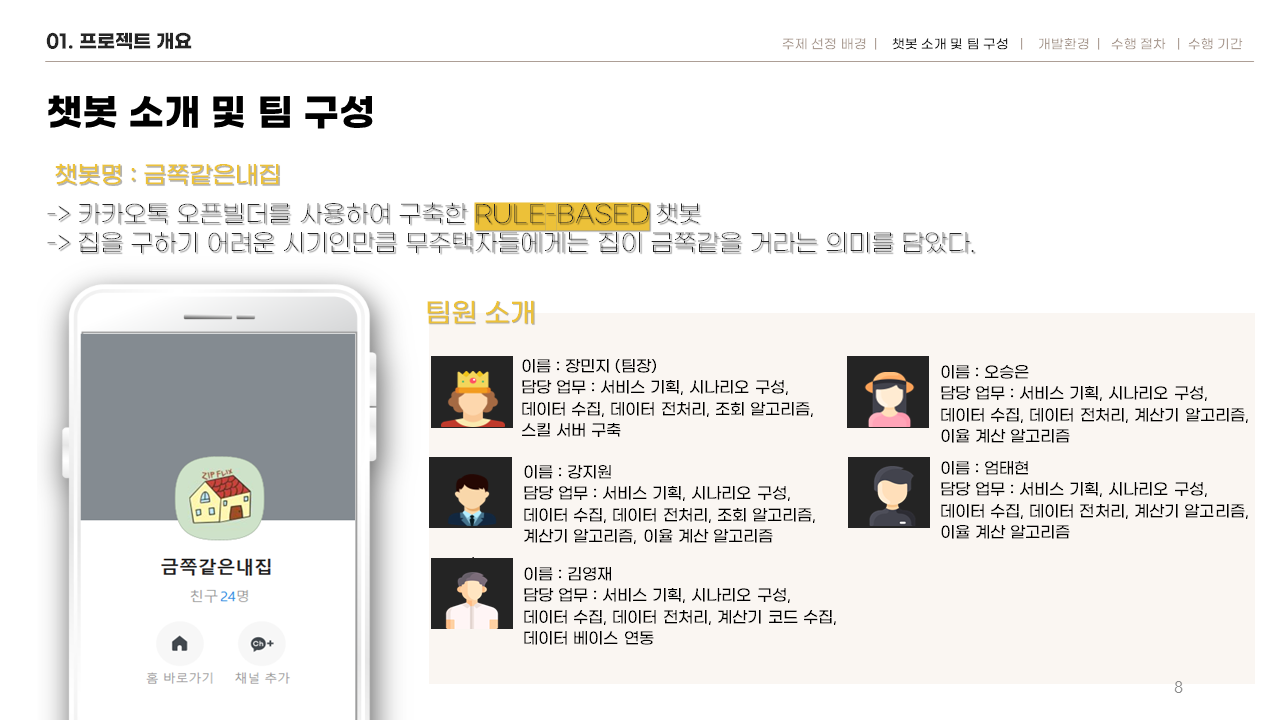 01. 프로젝트 개요
주제 선정 배경 | 챗봇 소개 및 팀 구성 | 개발환경 | 수행 절차 | 수행 기간
챗봇 소개 및 팀 구성
챗봇명 : 금쪽같은내집
-> 카카오톡 오픈빌더를 사용하여 구축한 RULE-BASED 챗봇
-> 집을 구하기 어려운 시기인만큼 무주택자들에게는 집이 금쪽같을 거라는 의미를 담았다.
ZIP FLIX
금쪽같은내집
친구 24명
Ch+
홈 바로가기
채널 추가
팀원 소개
이름 : 장민지 (팀장)
담당 업무 : 서비스 기획, 시나리오 구성,
데이터 수집, 데이터 전처리, 조회 알고리즘,
스킬 서버 구축
이름 : 오승은
담당 업무 : 서비스 기획, 시나리오 구성,
데이터 수집, 데이터 전처리, 계산기 알고리즘,
이율 계산 알고리즘
이름 : 강지원
담당 업무 : 서비스 기획, 시나리오 구성,
데이터 수집, 데이터 전처리, 조회 알고리즘,
계산기 알고리즘, 이율 계산 알고리즘
이름 : 엄태현
담당 업무 : 서비스 기획, 시나리오 구성,
데이터 수집, 데이터 전처리, 계산기 알고리즘,
이율 계산 알고리즘
이름 : 김영재
담당 업무 : 서비스 기획, 시나리오 구성,
데이터 수집, 데이터 전처리, 계산기 코드 수집,
데이터 베이스 연동
8